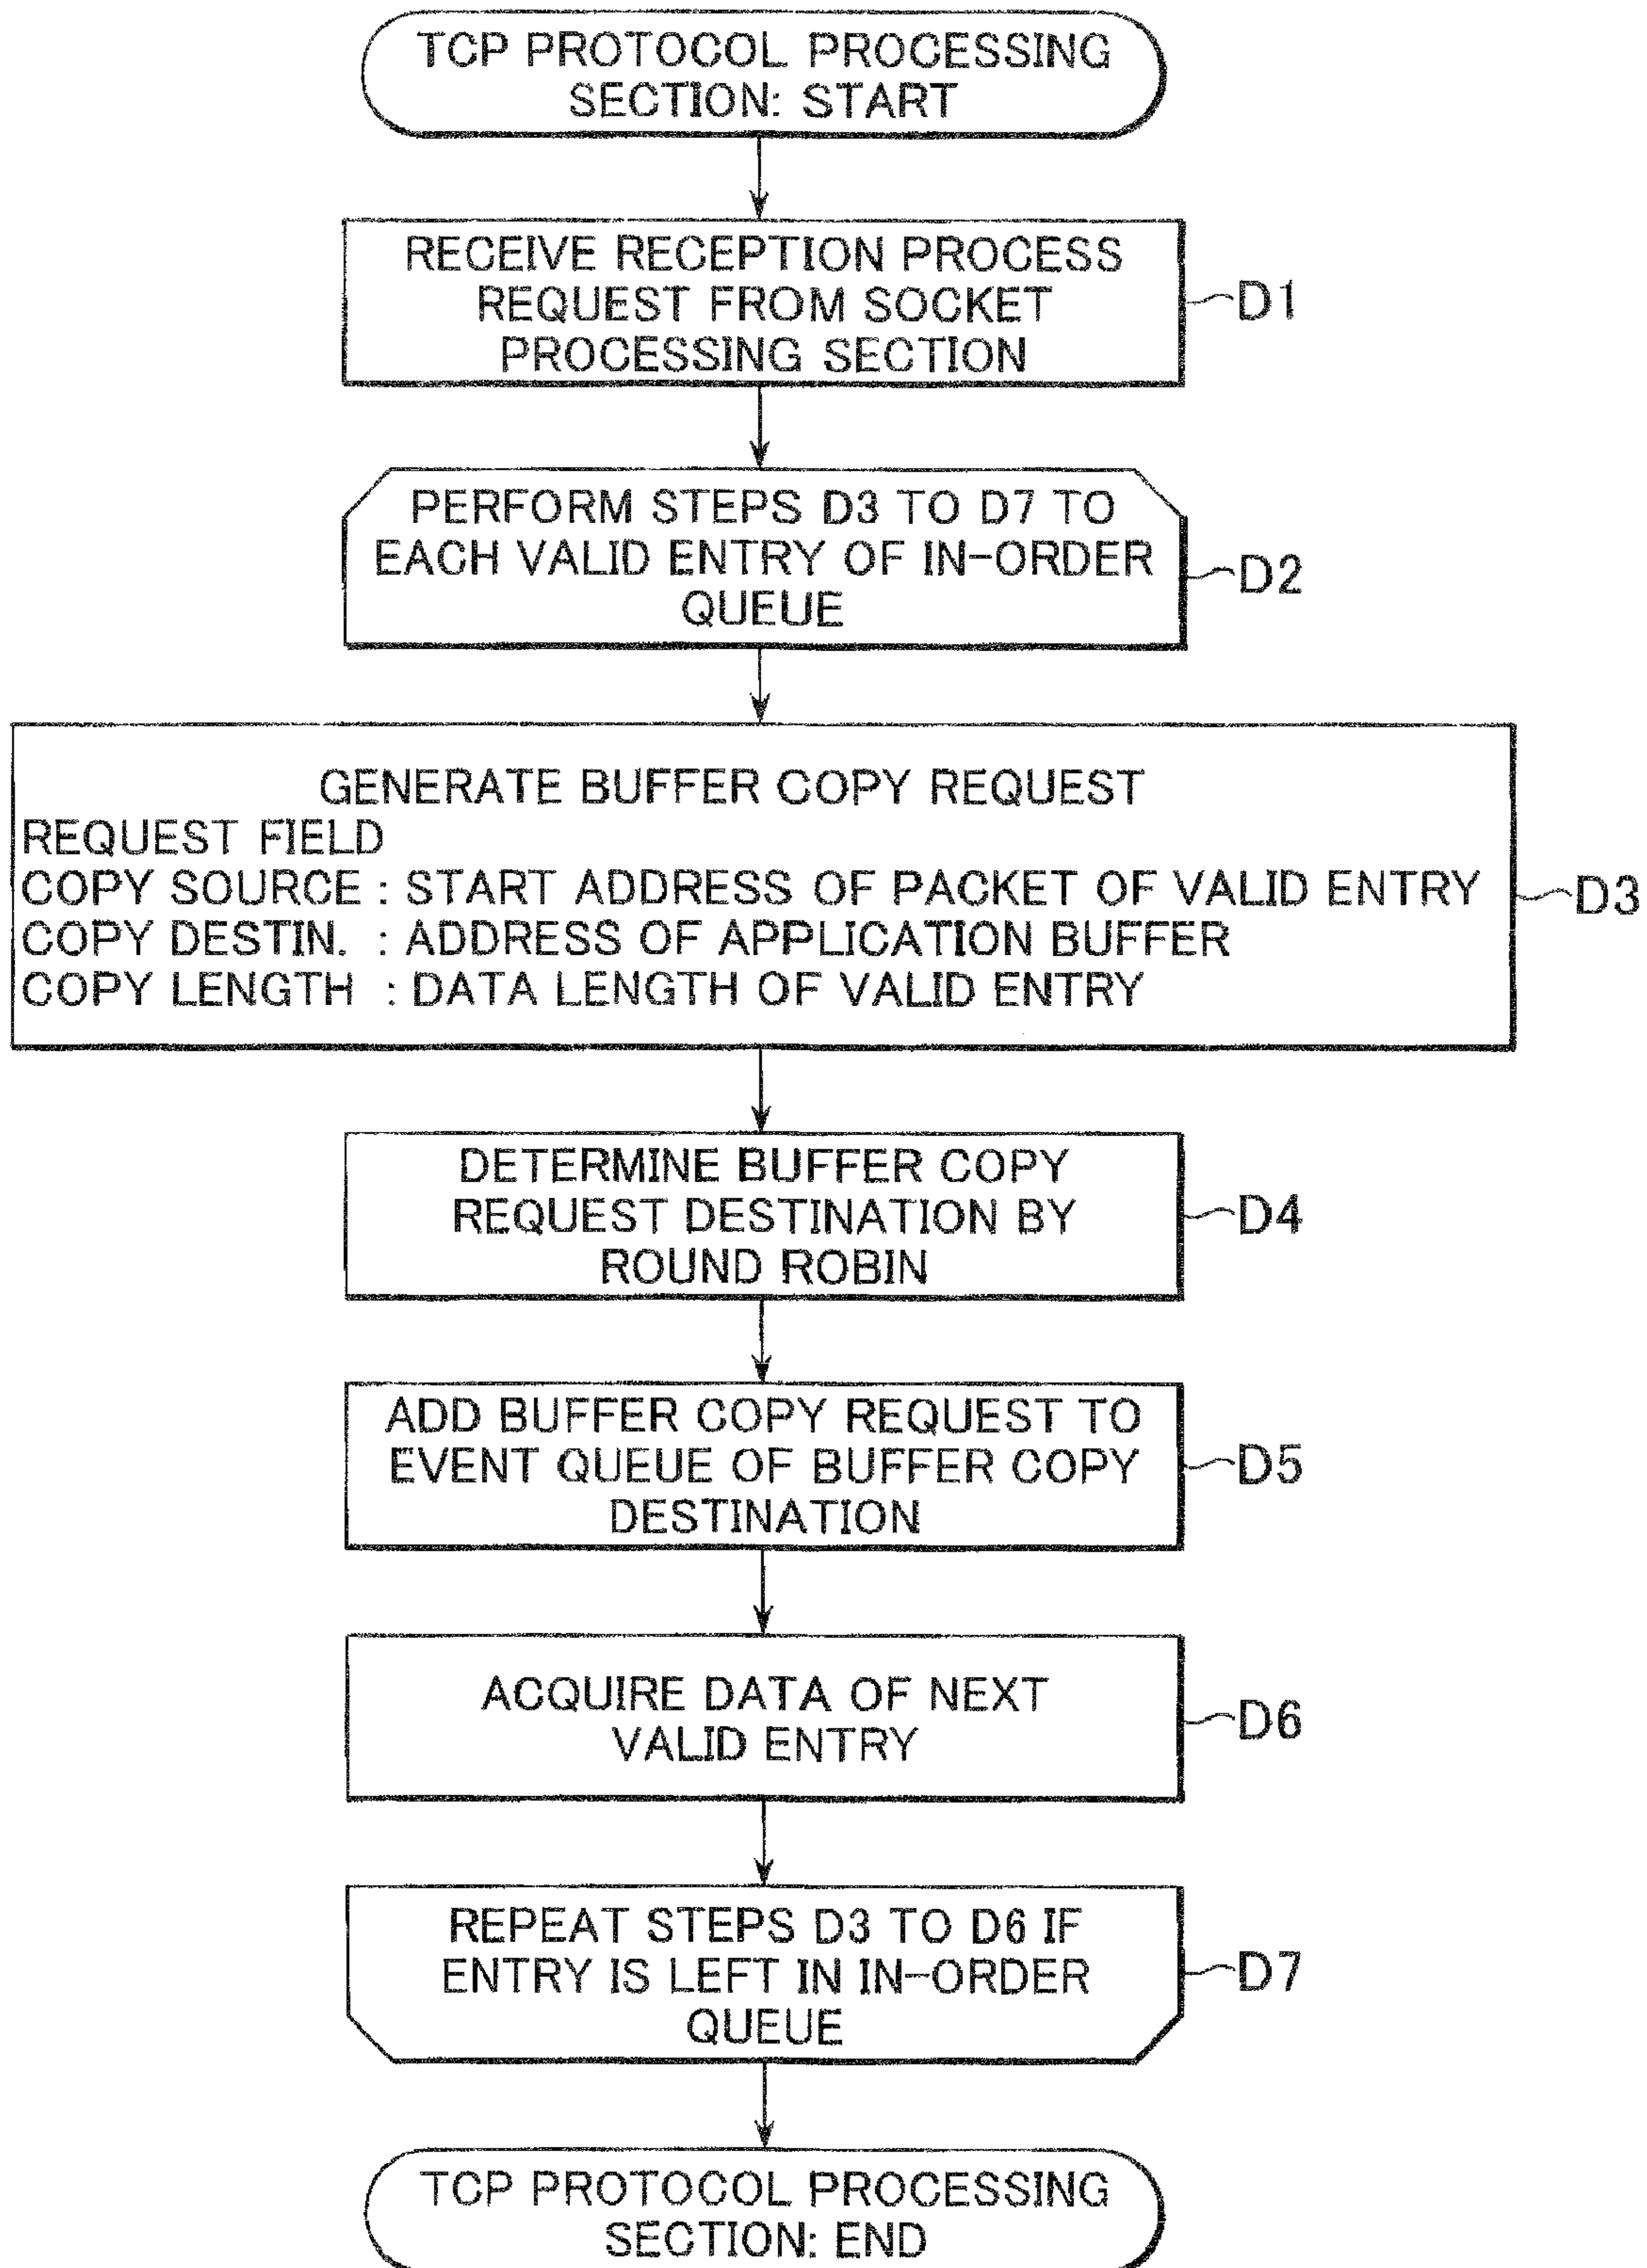 TCP PROTOCOL PROCESSING
SECTION: START
RECEIVE RECEPTION PROCESS
REQUEST FROM SOCKET
PROCESSING SECTION
D1
PERFORM STEPS D3 TO D7 TO
EACH VALID ENTRY OF IN-ORDER
QUEUE
D2
GENERATE BUFFER COPY REQUEST
REQUEST FIELD
COPY SOURCE : START ADDRESS OF PACKET OF VALID ENTRY
COPY DESTIN. : ADDRESS OF APPLICATION BUFFER
COPY LENGTH : DATA LENGTH OF VALID ENTRY
D3
DETERMINE BUFFER COPY
REQUEST DESTINATION BY
ROUND ROBIN
D4
ADD BUFFER COPY REQUEST TO
EVENT QUEUE OF BUFFER COPY
DESTINATION
D5
ACQUIRE DATA OF NEXT
VALID ENTRY
D6
REPEAT STEPS D3 TO D6 IF
ENTRY IS LEFT IN IN-ORDER
QUEUE
D7
TCP PROTOCOL PROCESSING
SECTION: END